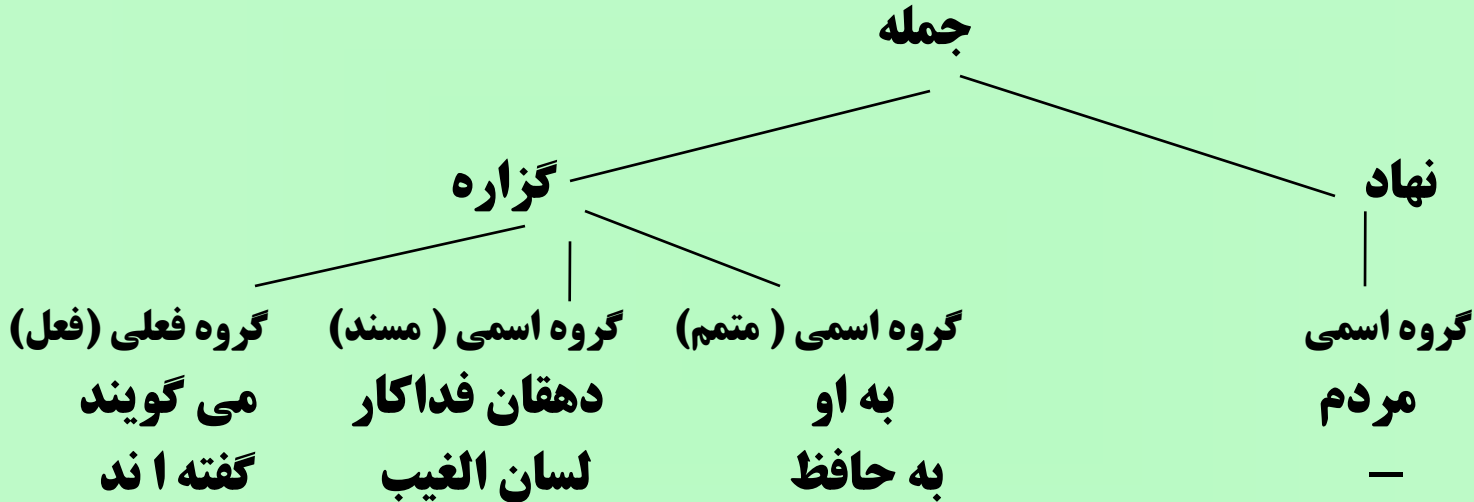 جمله
نهاد گزاره
گروه اسمی گروه اسمی ( متمم) گروه اسمی ( مسند) گروه فعلی (فعل)
مردم به او دهقان فداکار می گویند
– به حافظ لسان الغیب گفته ا ند